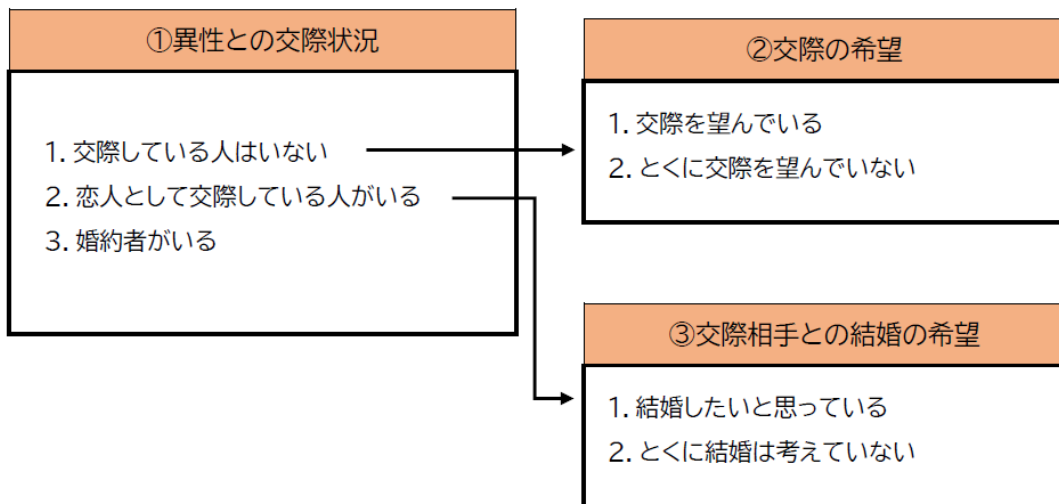 ①異性との交際状況
1. 交際している人はいない
2. 恋人として交際している人がいる
3. 婚約者がいる
②交際の希望
1. 交際を望んでいる
2. とくに交際を望んでいない
③交際相手との結婚の希望
1. 結婚したいと思っている
2. とくに結婚は考えていない